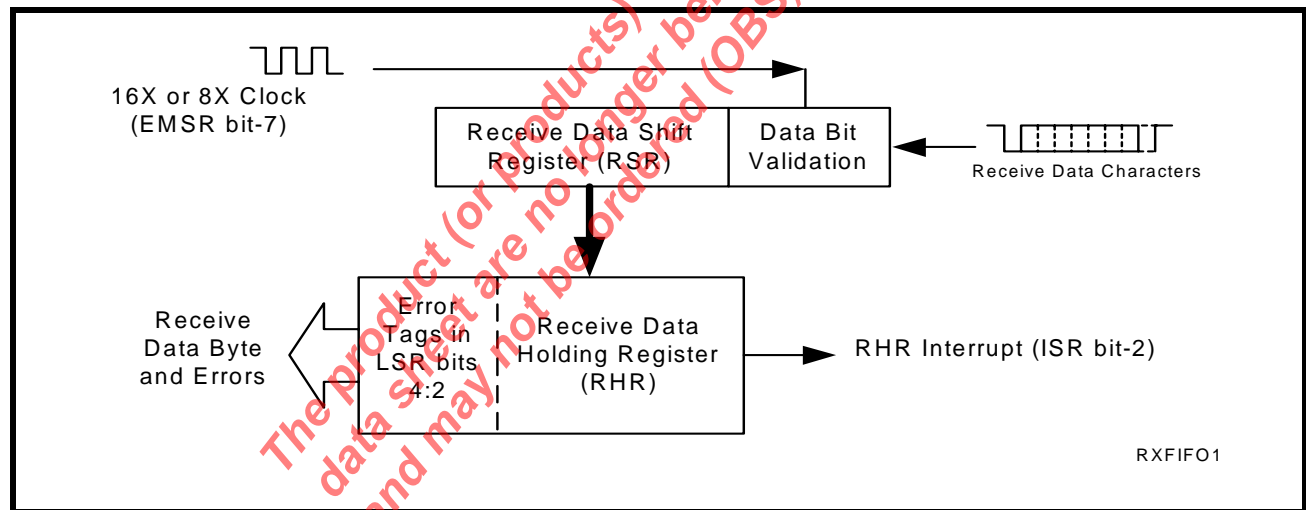 16X or 8X Clock
(EMSR bit-7)
Receive Data Shift
Register (RSR)
Data Bit
Validation
Receive Data Characters
Receive
Data Byte
and Errors
Error
Tags in
LSR bits
4:2
Receive Data
Holding Register
(RHR)
RHR Interrupt (ISR bit-2)
RXFIFO1
The product (or products)
data sheet are no longer be
and may not be ordered (OBS)